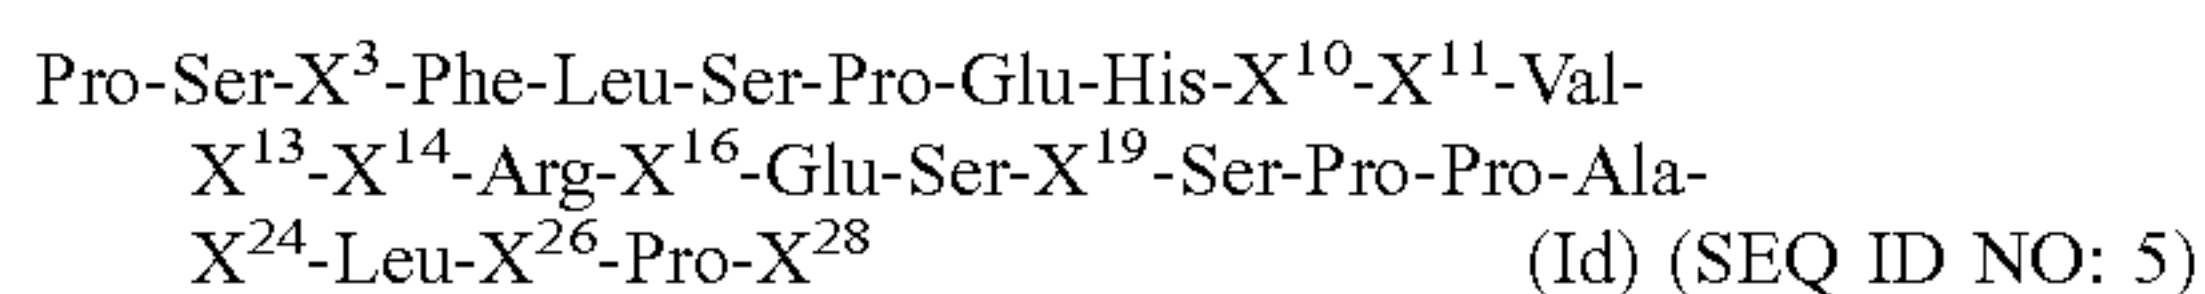 Pro-Ser-X³-Phe-Leu-Ser-Pro-Glu-His-X¹⁰-X¹¹-Val-
X¹³-X¹⁴-Arg-X¹⁶-Glu-Ser-X¹⁹-Ser-Pro-Pro-Ala-
X²⁴-Leu-X²⁶-Pro-X²⁸ (Id) (SEQ ID NO: 5)